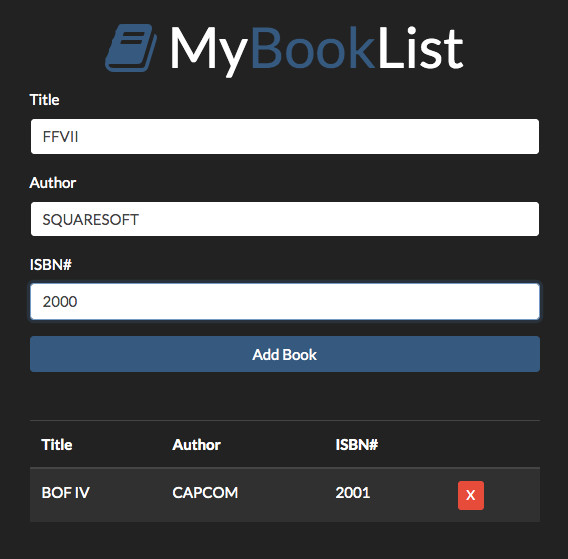 MyBookList
Title
FFVII
Author
SQUARESOFT
ISBN#
2000
Add Book
Title Author ISBN#
BOF IV CAPCOM 2001 X